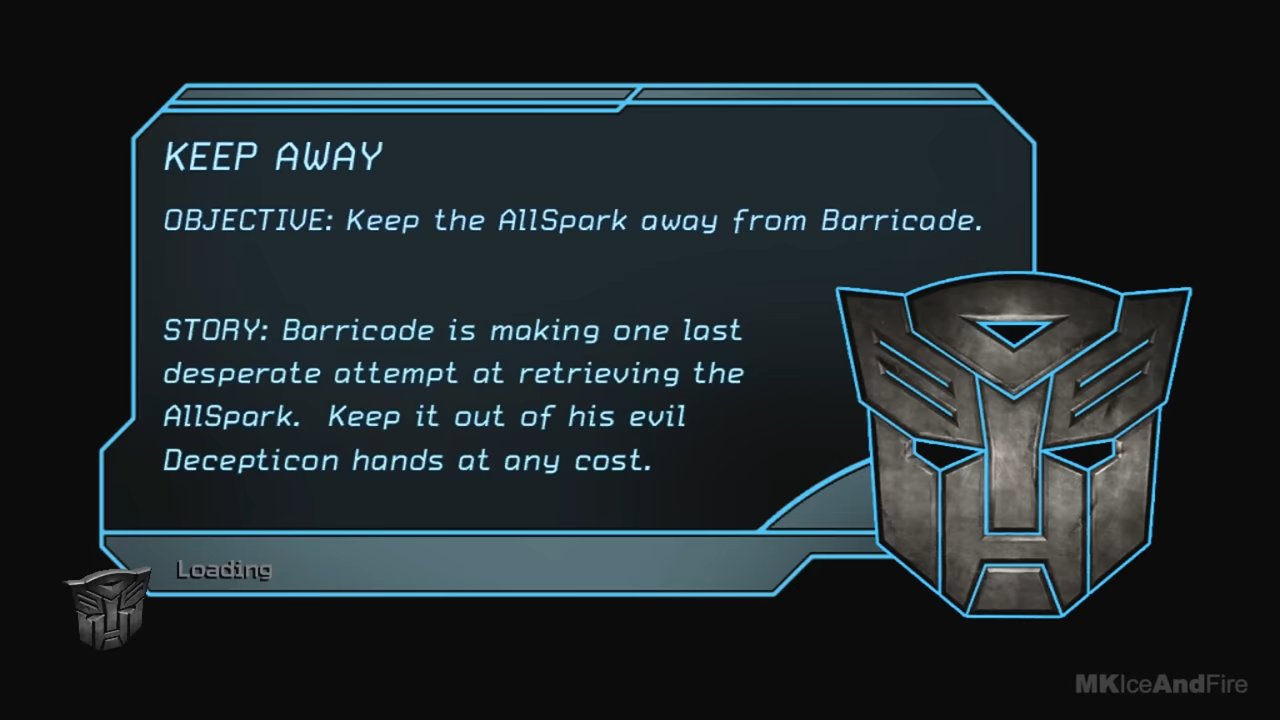 KEEP AWAY
OBJECTIVE: Keep the AllSpark away from Barricade.
STORY: Barricade is making one last
desperate attempt at retrieving the
AllSpark.  Keep it out of his evil
Decepticon hands at any cost.
Loading
MKIceAndFire